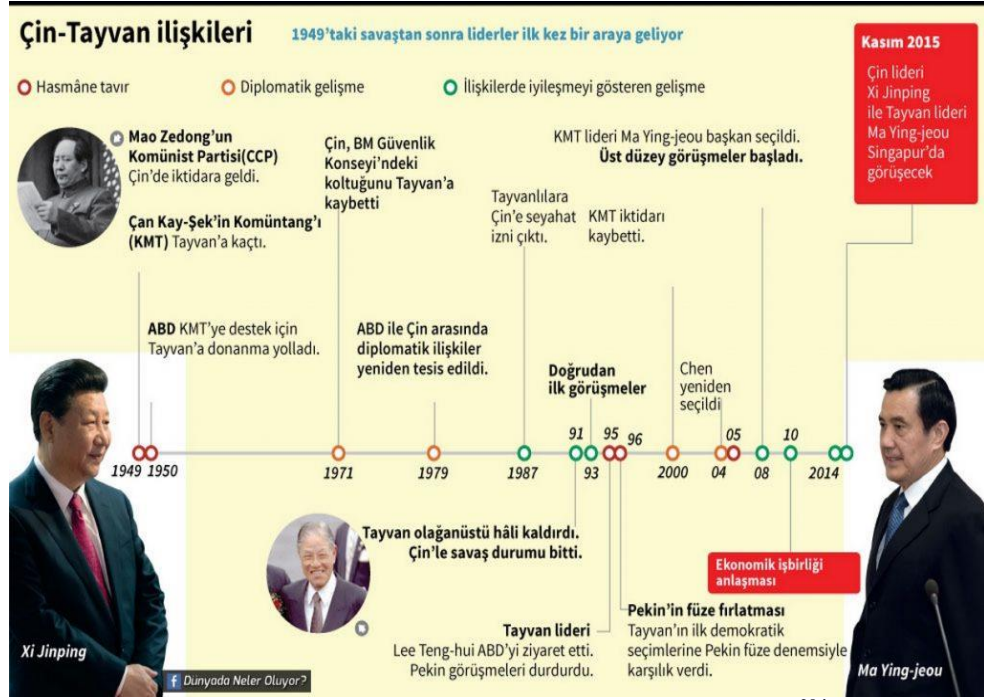 Çin-Tayvan ilişkileri
1949'taki savaştan sonra liderler ilk kez bir araya geliyor
Hasmâne tavır
Diplomatik gelişme
İlişkilerde iyileşmeyi gösteren gelişme
Kasım 2015
Çin lideri
Xi Jinping
ile Tayvan lideri
Ma Ying-jeou
Singapur'da
görüşecek
Mao Zedong'un
Komünist Partisi(CCP)
Çin'de iktidara geldi.
Çan Kay-Şek'in Komüntang'ı
(KMT) Tayvan'a kaçtı.
Çin, BM Güvenlik
Konseyi'ndeki
koltuğunu Tayvan'a
kaybetti
Tayvanlılara
Çin'e seyahat
izni çıktı.
KMT lideri Ma Ying-jeou başkan seçildi.
Üst düzey görüşmeler başladı.
KMT iktidarı
kaybetti.
ABD KMT'ye destek için
Tayvan'a donanma yolladı.
ABD ile Çin arasında
diplomatik ilişkiler
yeniden tesis edildi.
Doğrudan
ilk görüşmeler
Chen
yeniden
seçildi
1949 1950 1971 1979 1987 91 93 95 96 2000 04 05 08 10 2014
Tayvan olağanüstü hâli kaldırdı.
Çin'le savaş durumu bitti.
Ekonomik işbirliği
anlaşması
Tayvan lideri
Lee Teng-hui ABD'yi ziyaret etti.
Pekin görüşmeleri durdurdu.
Pekin'in füze fırlatması
Tayvan'ın ilk demokratik
seçimlerine Pekin füze denemsiyle
karşılık verdi.
Xi Jinping
f Dünyada Neler Oluyor?
Ma Ying-jeou